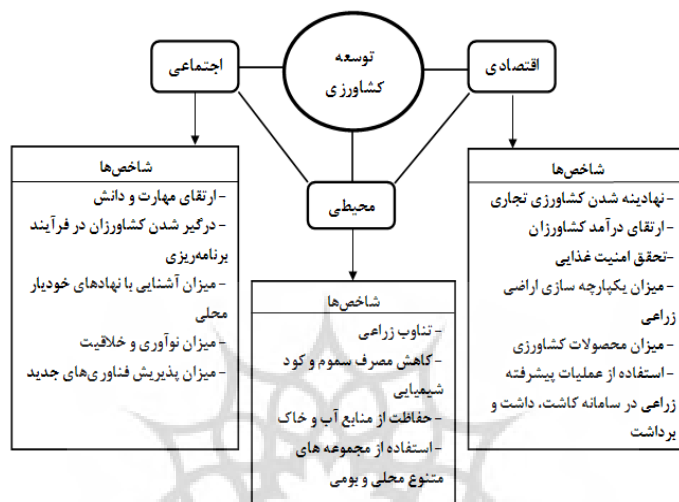 توسعه
کشاورزی
اقتصادی
اجتماعی
محیطی
شاخص‌ها
-نهادینه شدن کشاورزی تجاری
-ارتقای درآمد کشاورزان
-تحقق امنیت غذایی
- میزان یکپارچه سازی اراضی
زراعی
- میزان محصولات کشاورزی
- استفاده از عملیات پیشرفته
زراعی در سامانه کاشت، داشت و
برداشت
شاخص‌ها
-ارتقای مهارت و دانش
-درگیر شدن کشاورزان در فرآیند
برنامه‌ریزی
-میزان آشنایی با نهادهای خودیار
محلی
-میزان نوآوری و خلاقیت
-میزان پذیرش فناوری‌های جدید
شاخص‌ها
- تناوب زراعی
- کاهش مصرف سموم و کود
شیمیایی
- حفاظت از منابع آب و خاک
- استفاده از مجموعه های
متنوع محلی و بومی